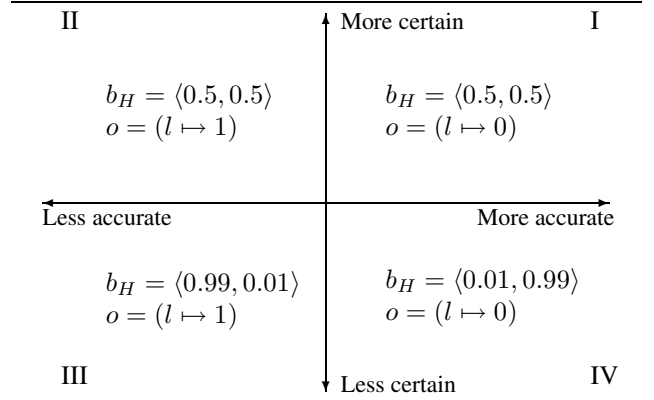 II More certain I
b_H = ⟨0.5, 0.5⟩ b_H = ⟨0.5, 0.5⟩
o = (l ↦ 1) o = (l ↦ 0)
Less accurate More accurate
b_H = ⟨0.99, 0.01⟩ b_H = ⟨0.01, 0.99⟩
o = (l ↦ 1) o = (l ↦ 0)
III Less certain IV